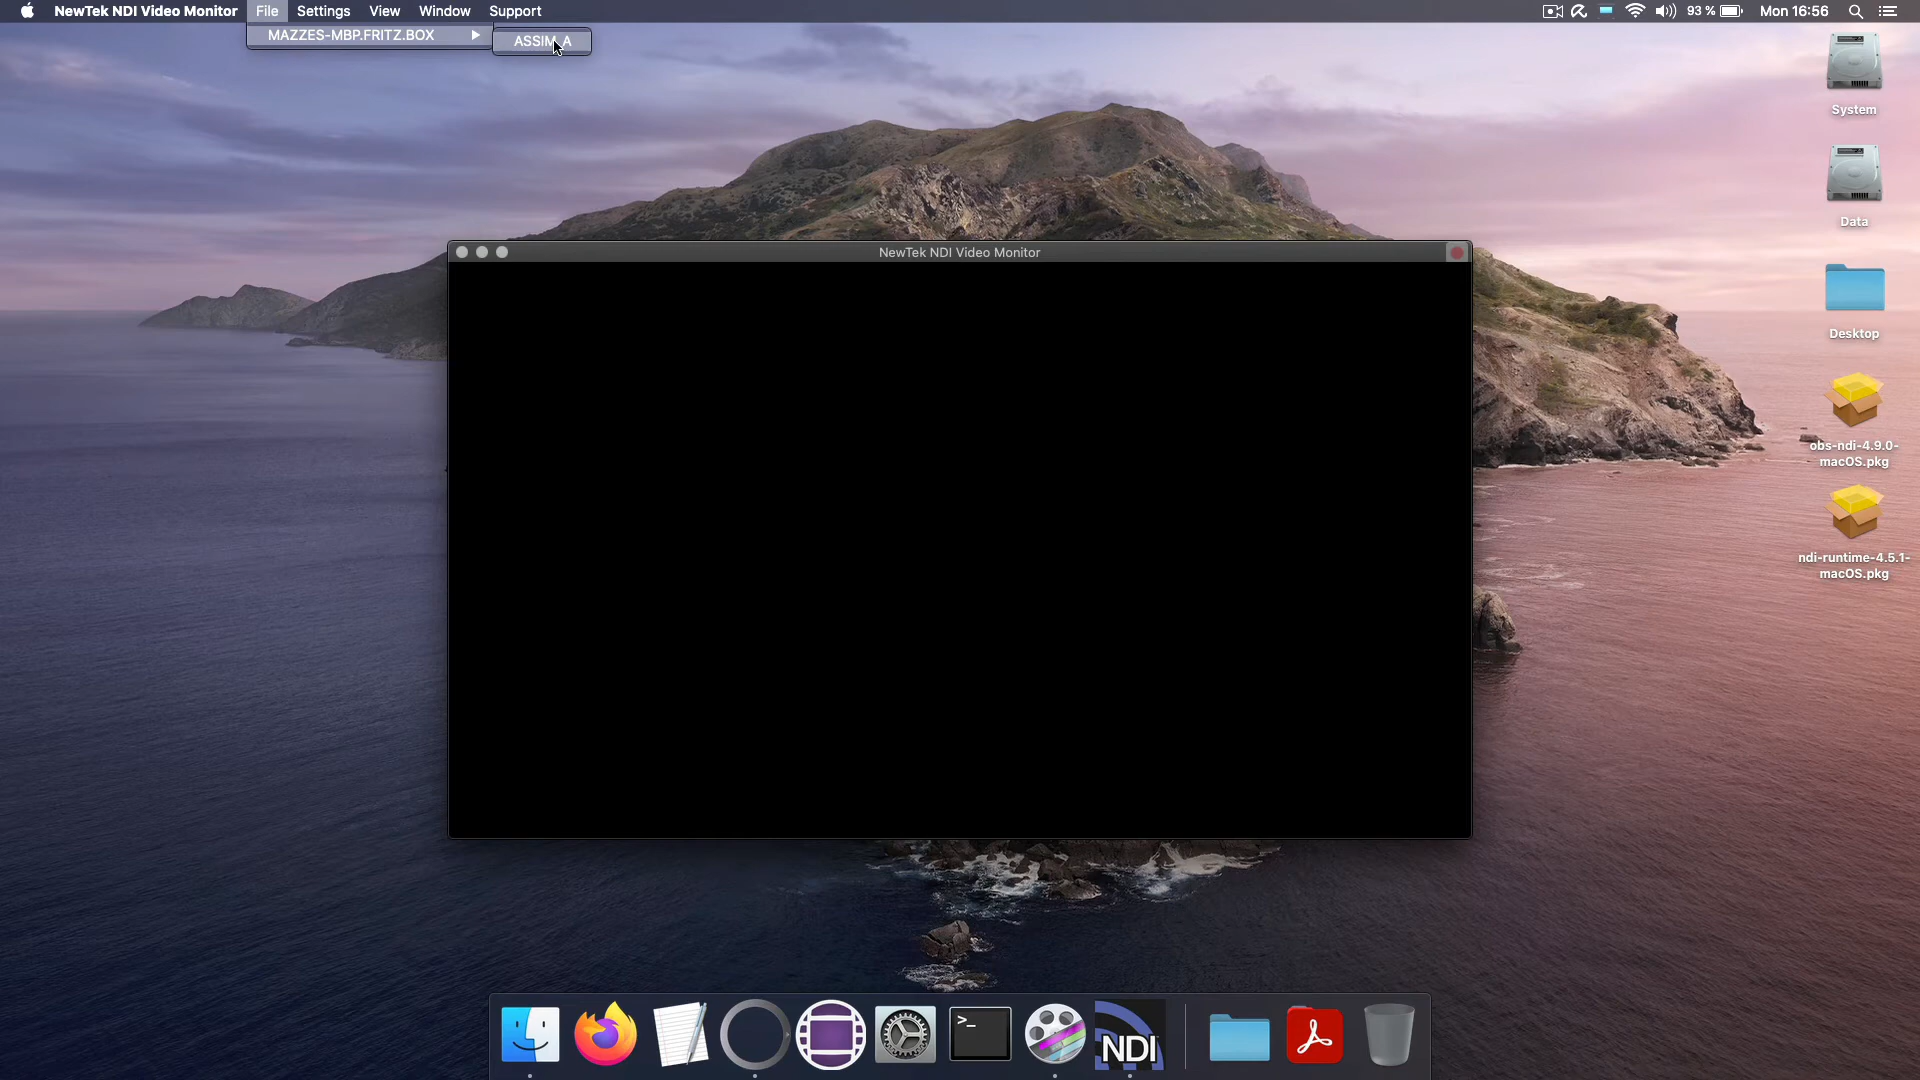 NewTek NDI Video Monitor File Settings View Window Support 93 % Mon 16:56
MAZZES-MBP.FRITZ.BOX
ASSIM_A
NewTek NDI Video Monitor
System
Data
Desktop
obs-ndi-4.9.0-
macOS.pkg
ndi-runtime-4.5.1-
macOS.pkg
>_
NDI